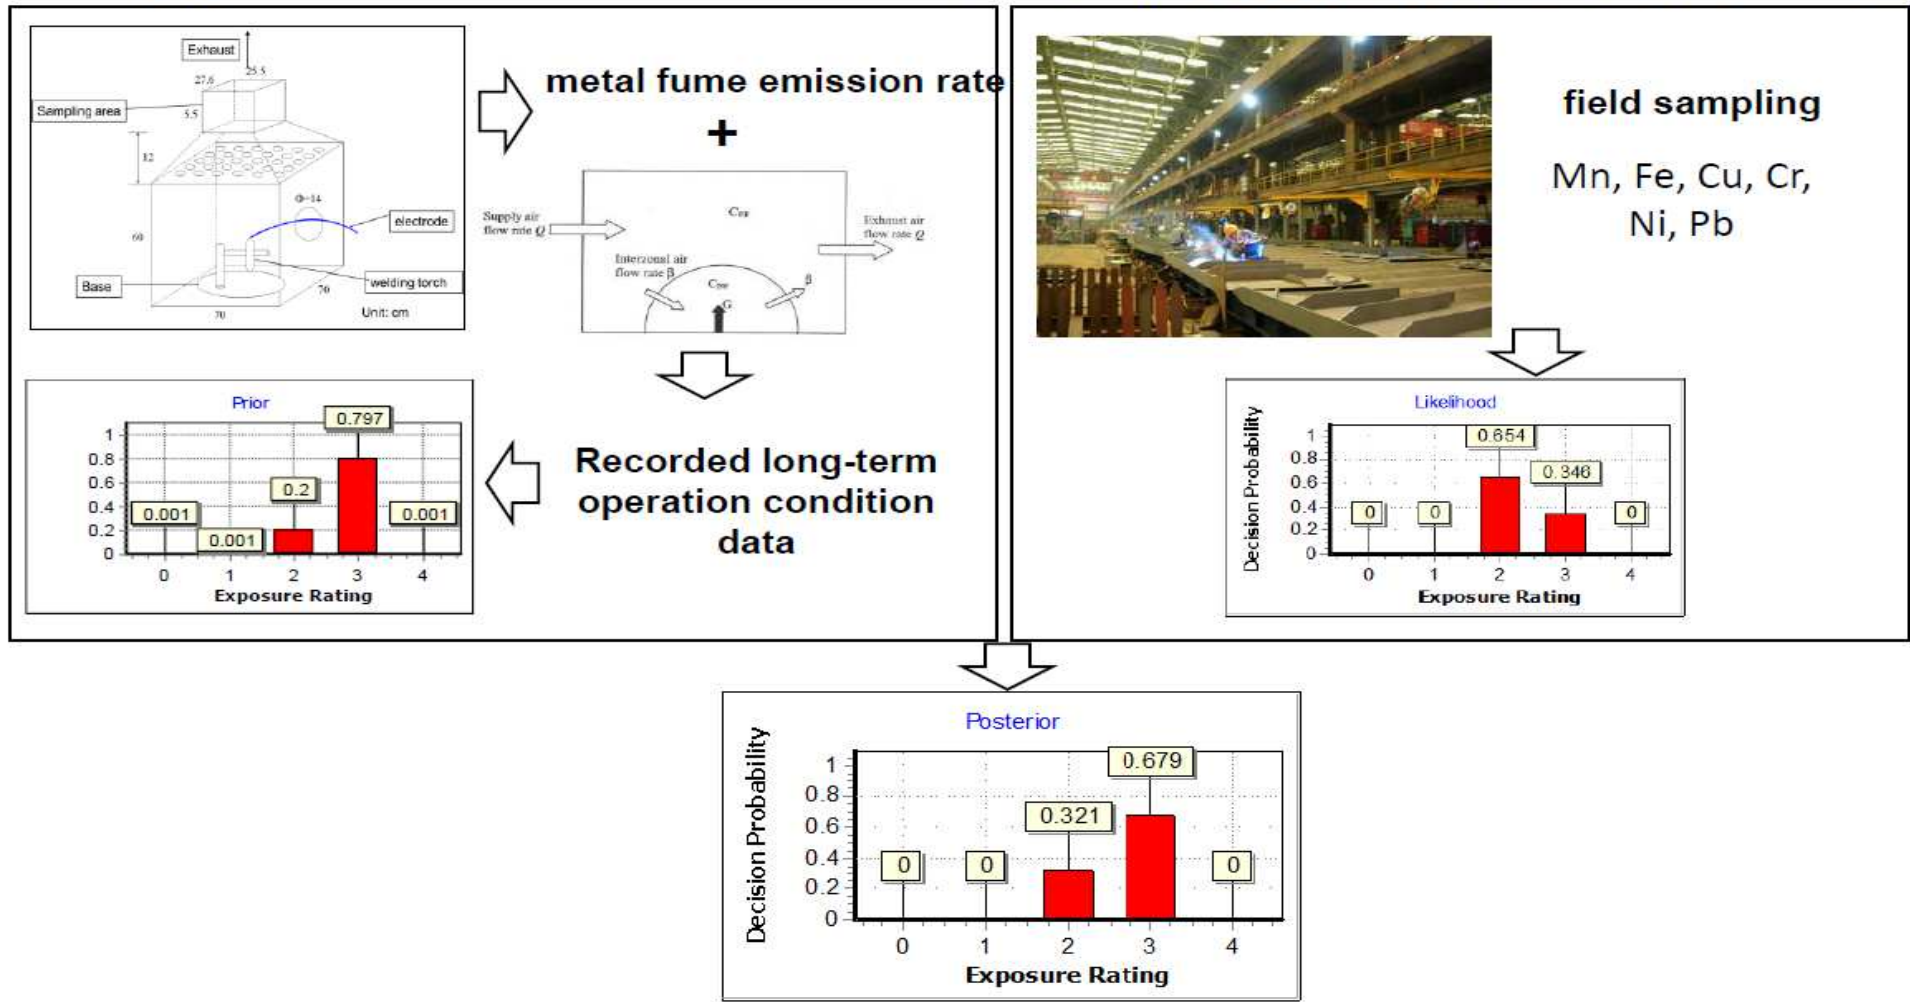 Exhaust
27.6
25.5
Sampling area
5.5
12
Φ=14
electrode
60
welding torch
Base
70
70
Unit: cm
metal fume emission rate
+
Supply air
flow rate Q
Exhaust air
flow rate Q
Interzonal air
flow rate β
β
G
Recorded long-term
operation condition
data
Prior
0.797
1
0.8
0.6
0.4
0.2
0
0.001
0.001
0.2
0.001
0
1
2
3
4
Exposure Rating
field sampling
Mn, Fe, Cu, Cr,
Ni, Pb
Likelihood
Decision Probability
1
0.8
0.6
0.4
0.2
0
0
0
0.654
0.346
0
0
1
2
3
4
Exposure Rating
Posterior
Decision Probability
1
0.8
0.6
0.4
0.2
0
0
0
0.321
0.679
0
0
1
2
3
4
Exposure Rating